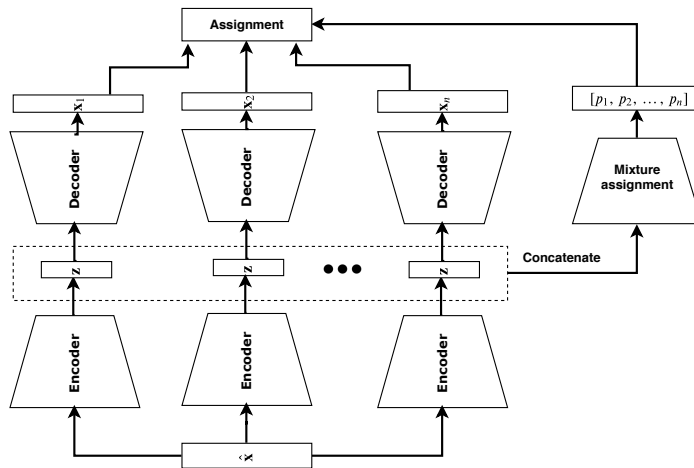 Assignment
x₁
x₂
xₙ
[p₁, p₂, …, pₙ]
Decoder
Decoder
Decoder
Mixture
assignment
z
z
z
Concatenate
Encoder
Encoder
Encoder
x̂